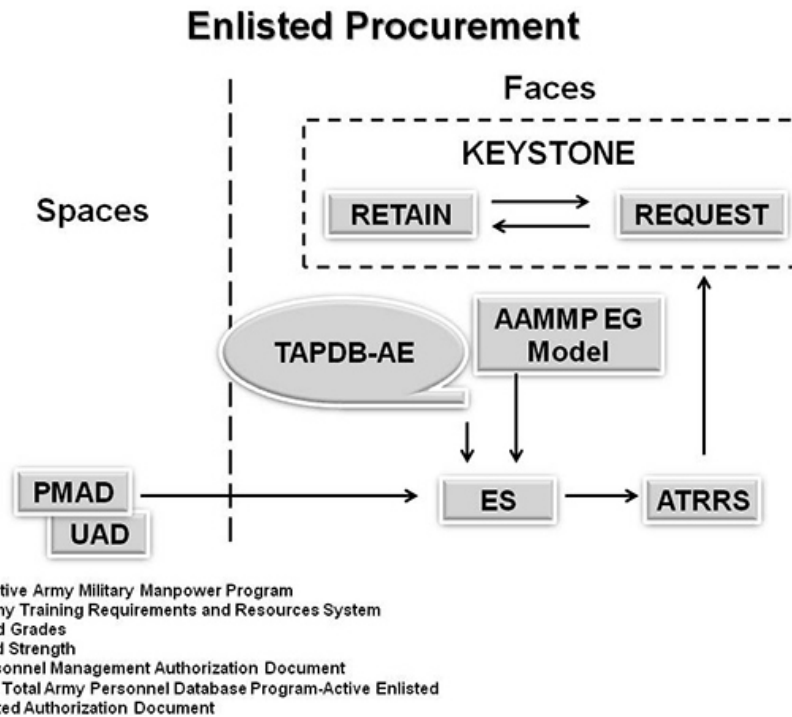 Enlisted Procurement
Faces
KEYSTONE
Spaces
RETAIN
REQUEST
TAPDB-AE
AAMMP EG
Model
PMAD
UAD
ES
ATRRS
Army Military Manpower Program
Training Requirements and Resources System
Grades
Strength
Management Authorization Document
Total Army Personnel Database Program-Active Enlisted
Authorization Document